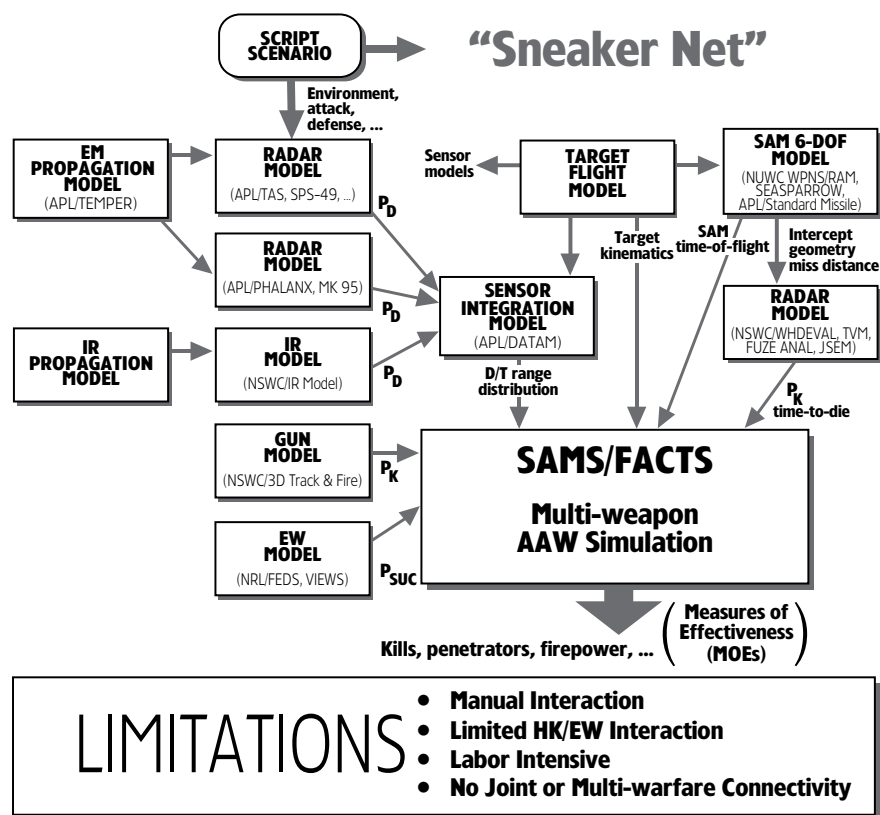 SCRIPT
SCENARIO
“Sneaker Net”
Environment,
attack,
defense, ...
EM
PROPAGATION
MODEL
(APL/TEMPER)
RADAR
MODEL
(APL/TAS, SPS-49, ...)
PD
Sensor
models
TARGET
FLIGHT
MODEL
SAM 6-DOF
MODEL
(NUWC WPNS/RAM,
SEASPARROW,
APL/Standard Missile)
RADAR
MODEL
(APL/PHALANX, MK 95)
PD
SENSOR
INTEGRATION
MODEL
(APL/DATAM)
Target
kinematics
SAM
time-of-flight
Intercept
geometry
miss distance
RADAR
MODEL
(NSWC/WHDEVAL, TVM,
FUZE ANAL, JSEM)
IR
PROPAGATION
MODEL
IR
MODEL
(NSWC/IR Model)
PD
D/T range
distribution
PK
time-to-die
GUN
MODEL
(NSWC/3D Track & Fire)
PK
EW
MODEL
(NRL/FEDS, VIEWS)
PSUC
SAMS/FACTS
Multi-weapon
AAW Simulation
Kills, penetrators, firepower, ...
(Measures of
Effectiveness
(MOEs))
LIMITATIONS
• Manual Interaction
• Limited HK/EW Interaction
• Labor Intensive
• No Joint or Multi-warfare Connectivity